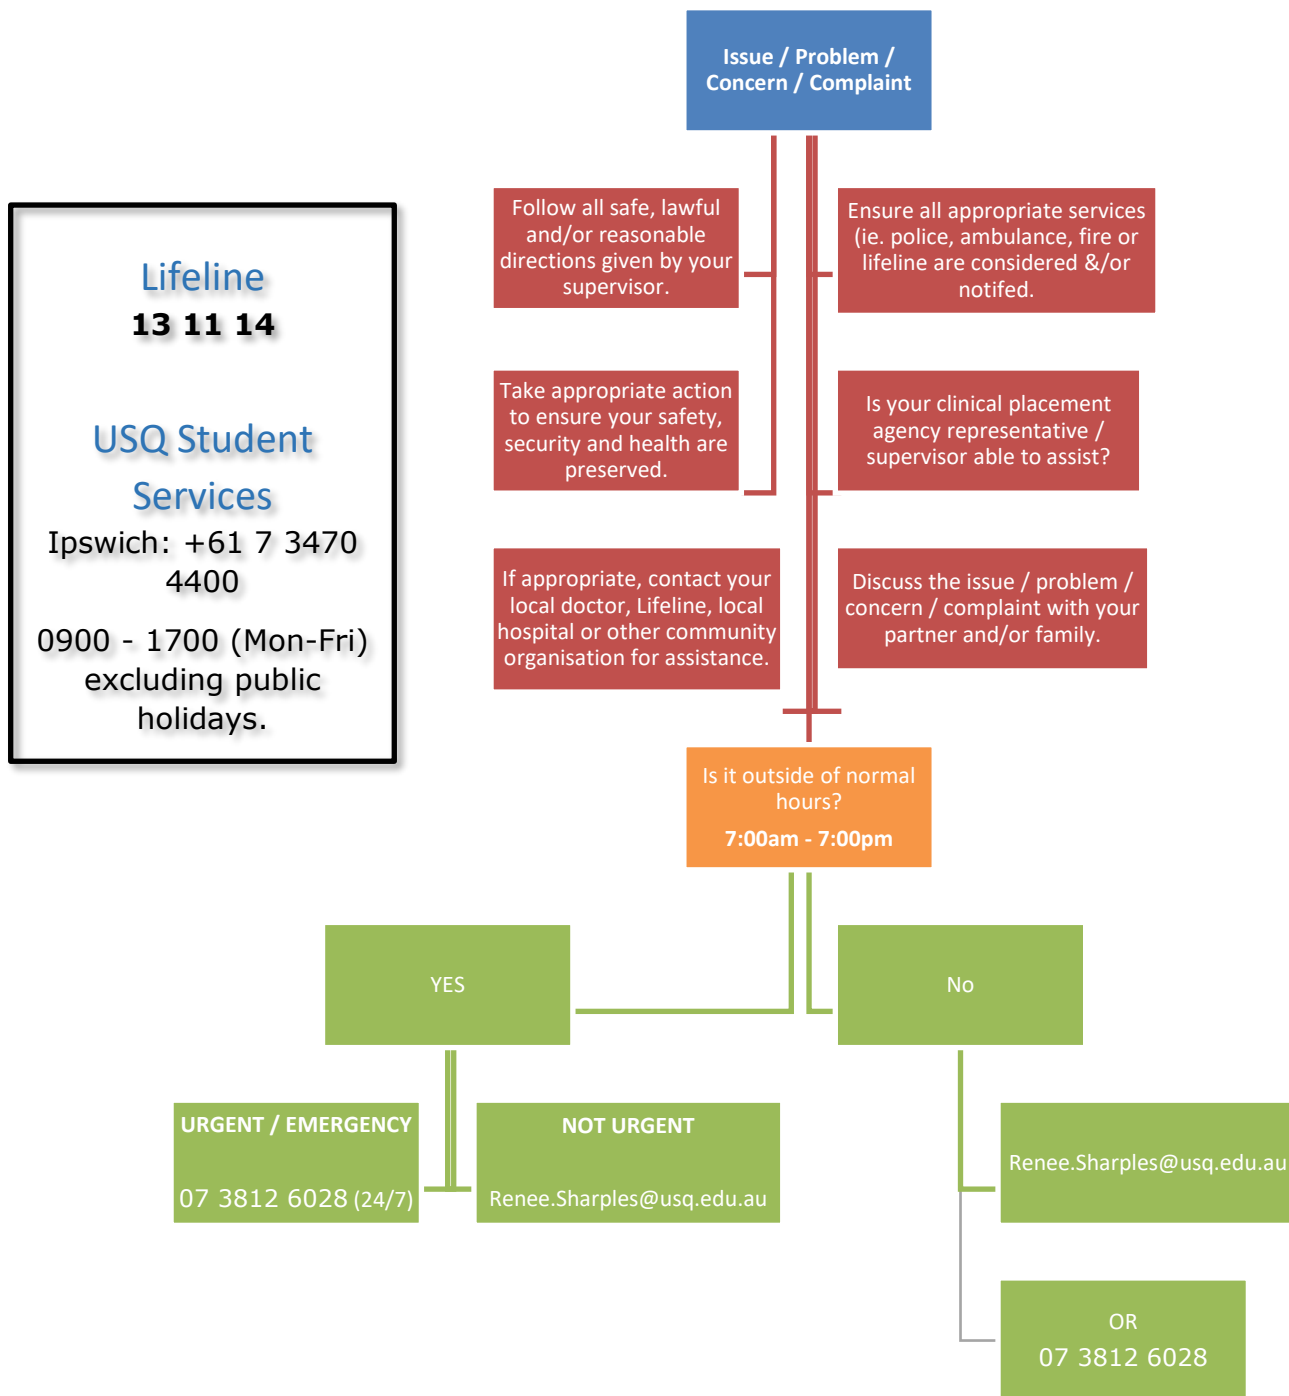 Issue / Problem /
Concern / Complaint
Lifeline
13 11 14
USQ Student
Services
Ipswich: +61 7 3470
4400
0900 - 1700 (Mon-Fri)
excluding public
holidays.
Follow all safe, lawful
and/or reasonable
directions given by your
supervisor.
Ensure all appropriate services
(ie. police, ambulance, fire or
lifeline are considered &/or
notifed.
Take appropriate action
to ensure your safety,
security and health are
preserved.
Is your clinical placement
agency representative /
supervisor able to assist?
If appropriate, contact your
local doctor, Lifeline, local
hospital or other community
organisation for assistance.
Discuss the issue / problem /
concern / complaint with your
partner and/or family.
Is it outside of normal
hours?
7:00am - 7:00pm
YES
No
URGENT / EMERGENCY
07 3812 6028 (24/7)
NOT URGENT
Renee.Sharples@usq.edu.au
Renee.Sharples@usq.edu.au
OR
07 3812 6028